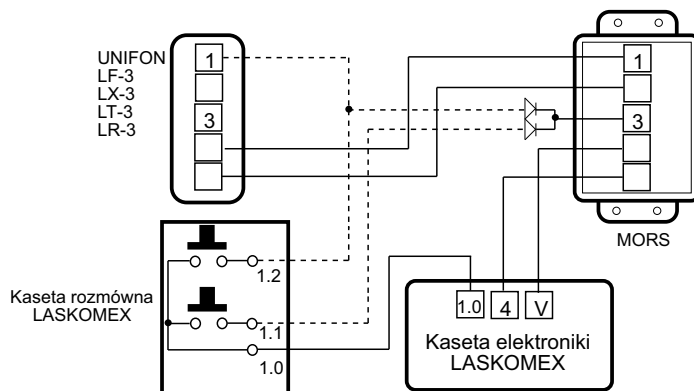 UNIFON
LF-3
LX-3
LT-3
LR-3
1
3
1
3
MORS
Kaseta rozmówna
LASKOMEX
1.2
1.1
1.0
1.0 4 V
Kaseta elektroniki
LASKOMEX